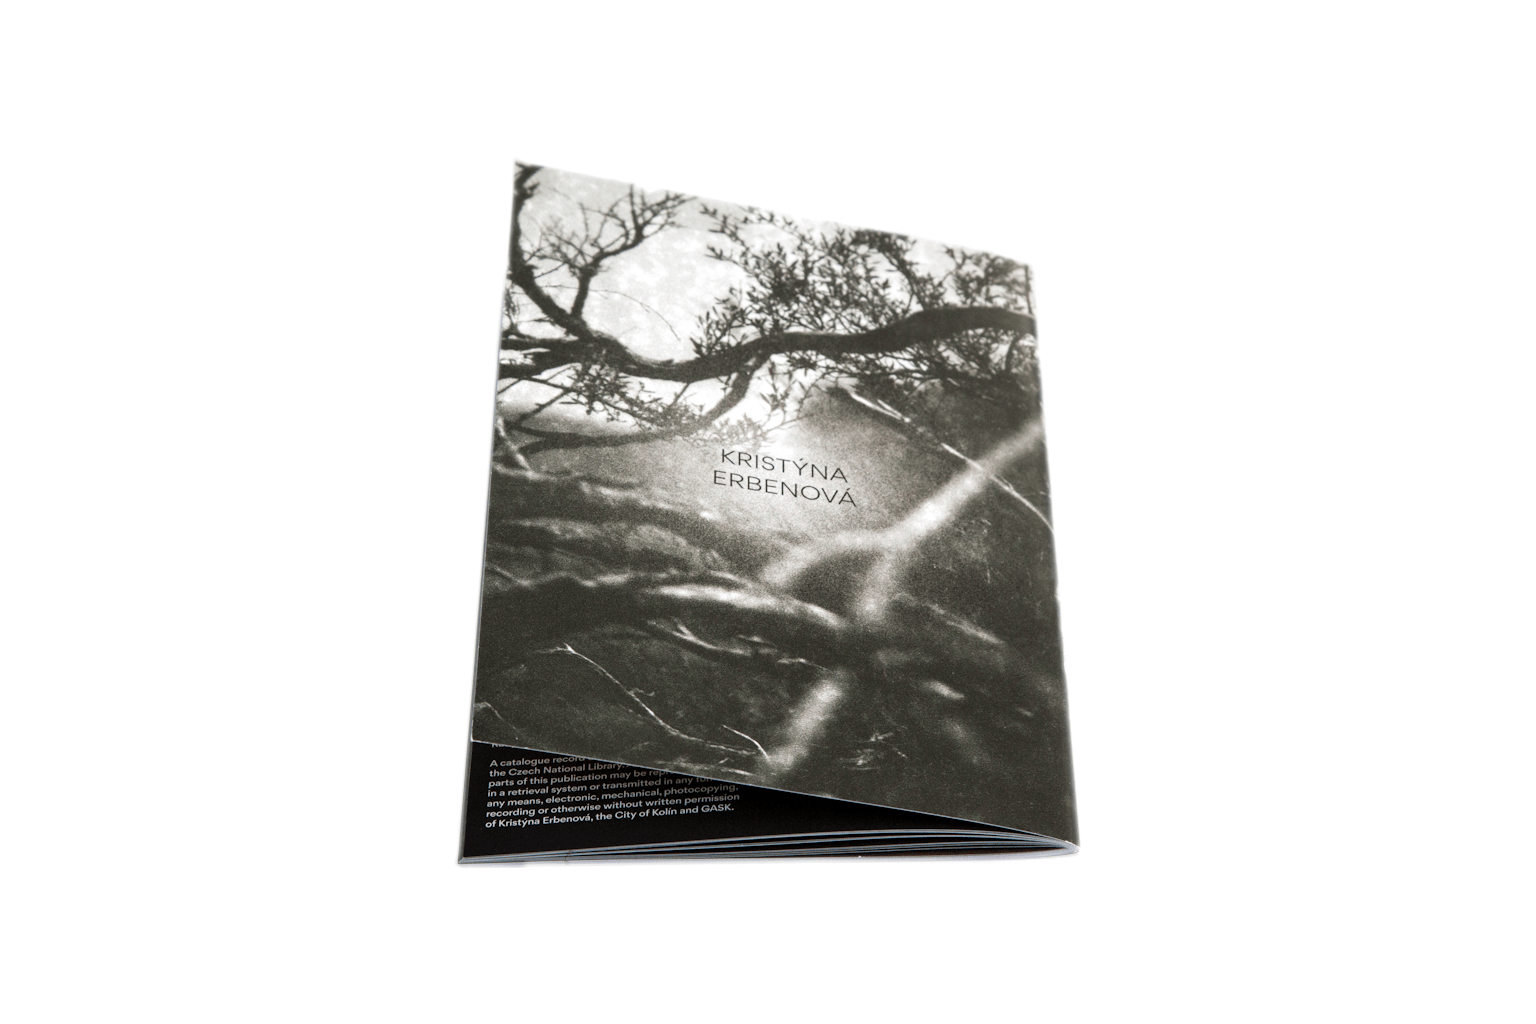 KRISTÝNA
ERBENOVÁ
A catalogue record
the Czech National Library.
parts of this publication may be
in a retrieval system or transmitted in any
any means, electronic, mechanical, photocopying,
recording or otherwise without written permission
of Kristýna Erbenová, the City of Kolín and GASK.